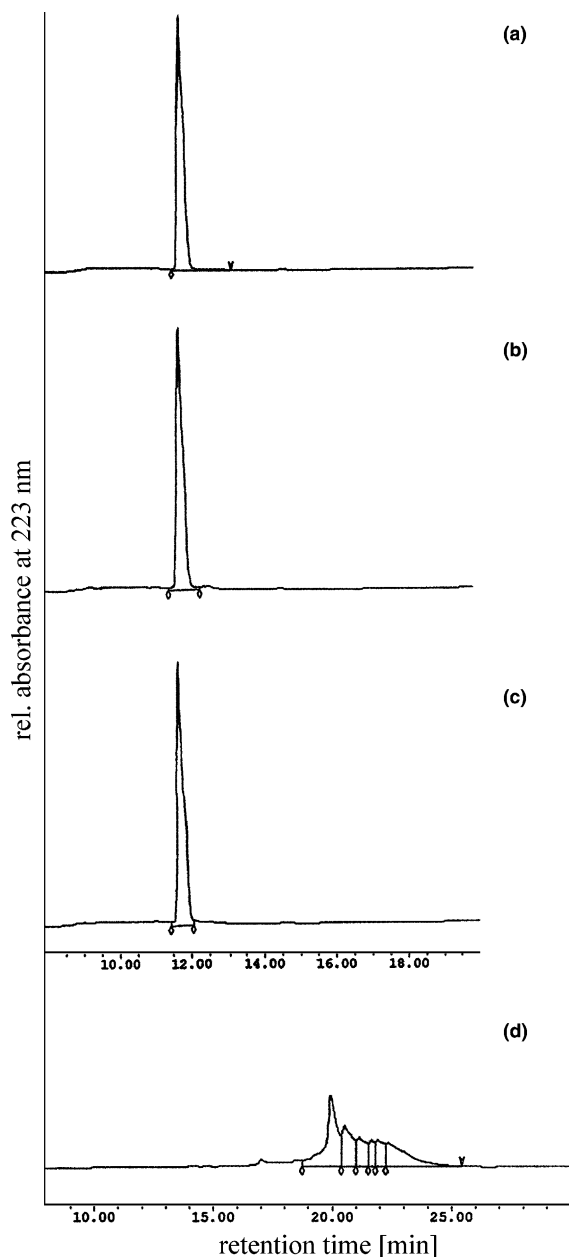 (a)
(b)
rel. absorbance at 223 nm
(c)
10.00 12.00 14.00 16.00 18.00
(d)
10.00 15.00 20.00 25.00
retention time [min]